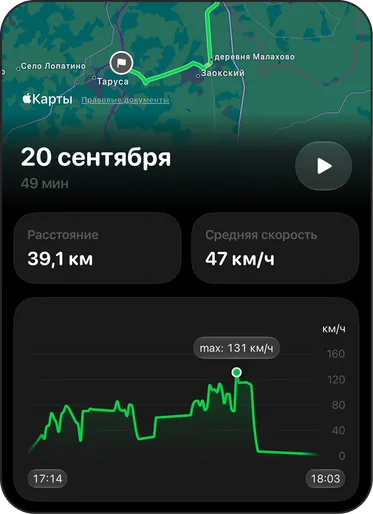 деревня Малахово
Село Лопатино
Заокский
Таруса
Карты
Правовые документы
20 сентября
49 мин
Расстояние
39,1 км
Средняя скорость
47 км/ч
км/ч
max: 131 км/ч
160
120
80
40
0
17:14
18:03